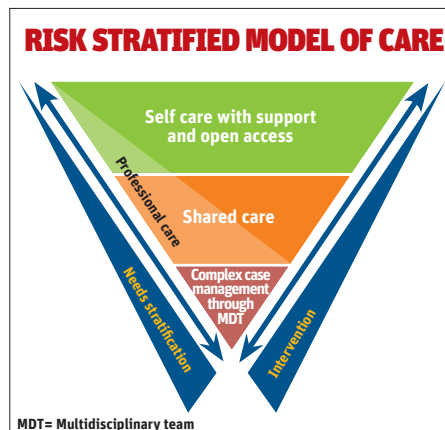 RISK STRATIFIED MODEL OF CARE
Self care with support
and open access
Professional care
Shared care
Complex case
management
through
MDT
Needs stratification
Intervention
MDT= Multidisciplinary team